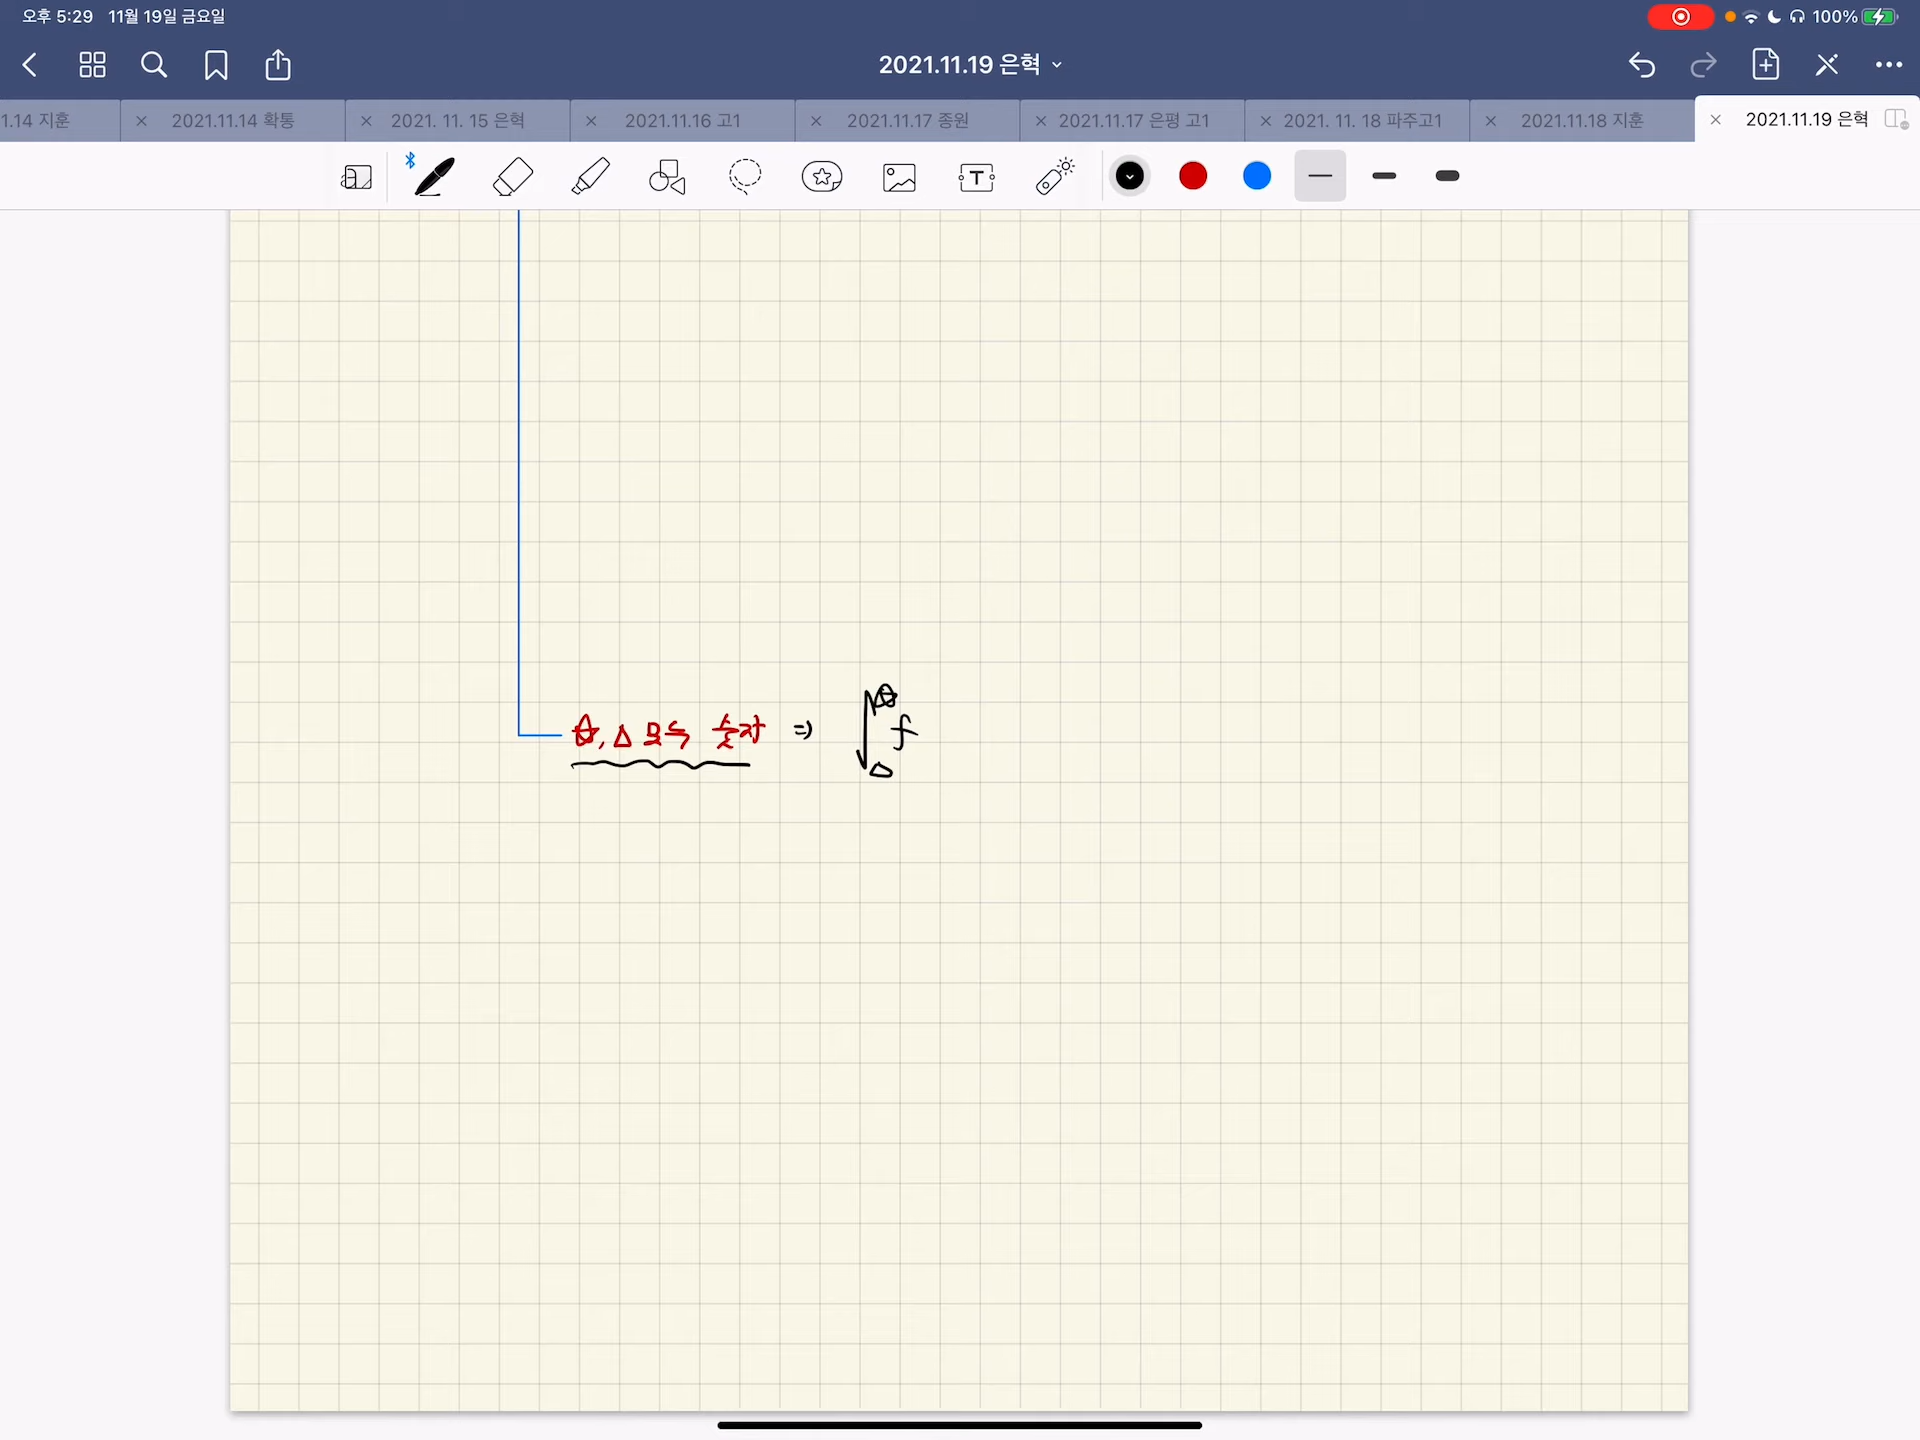 오후 5:29 11월 19일 금요일 100%
2021.11.19 은혁
1.14 지훈 2021.11.14 확통 2021. 11. 15 은혁 2021.11.16 고1 2021.11.17 종원 2021.11.17 은평 고1 2021. 11. 18 파주고1 2021.11.18 지훈 2021.11.19 은혁
☆, △ 모두 숫자 ⇒ ∫ ☆ △ f